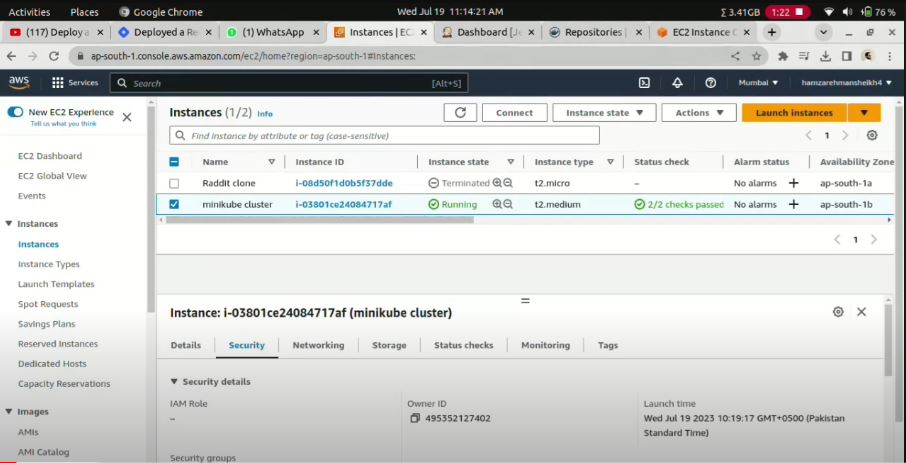 Activities Places Google Chrome Wed Jul 19 11:14:21 AM Σ 3.41GB 1:22 76 %
(117) Deploy a Deployed a Re (1) WhatsApp Instances | EC Dashboard [Je Repositories | EC2 Instance C
ap-south-1.console.aws.amazon.com/ec2/home?region=ap-south-1#Instances:
aws Services Search [Alt+S] Mumbai hamzarehmansheikh4
New EC2 Experience
Tell us what you think
EC2 Dashboard
EC2 Global View
Events
Instances
Instances
Instance Types
Launch Templates
Spot Requests
Savings Plans
Reserved Instances
Dedicated Hosts
Capacity Reservations
Images
AMIs
AMI Catalog
Instances (1/2) Info Connect Instance state Actions Launch instances
Find instance by attribute or tag (case-sensitive) 1
Name Instance ID Instance state Instance type Status check Alarm status Availability Zone
Raddit clone i-08d50f1d0b5f37dde Terminated t2.micro – No alarms + ap-south-1a
minikube cluster i-03801ce24084717af Running t2.medium 2/2 checks passed No alarms + ap-south-1b
1
Instance: i-03801ce24084717af (minikube cluster)
Details Security Networking Storage Status checks Monitoring Tags
Security details
IAM Role Owner ID Launch time
– 495352127402 Wed Jul 19 2023 10:19:17 GMT+0500 (Pakistan
Standard Time)
Security groups